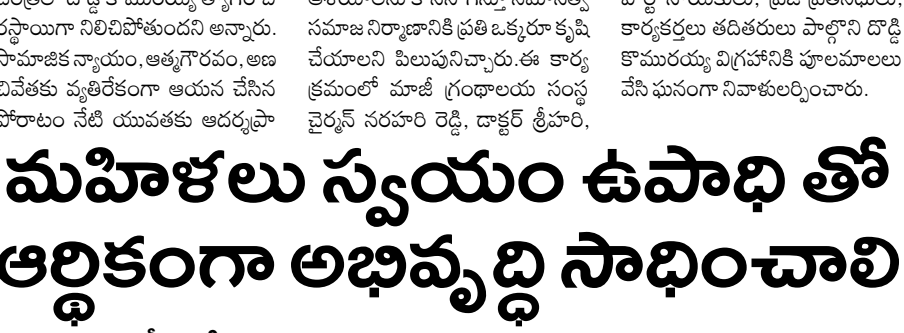 నిలిచిపోతుందని అన్నారు.
సామాజిక న్యాయం, ఆత్మగౌరవం, అణ
చివేతకు వ్యతిరేకంగా ఆయన చేసిన
పోరాటం నేటి యువతకు ఆదర్శప్రా
సమాజ నిర్మాణానికి ప్రతి ఒక్కరూ కృషి
చేయాలని పిలుపునిచ్చారు.ఈ కార్య
క్రమంలో మాజీ గ్రంథాలయ సంస్థ
చైర్మన్ నరహరి రెడ్డి, డాక్టర్ శ్రీహరి,
కార్యకర్తలు తదితరులు పాల్గొని దొడ్డి
కొమురయ్య విగ్రహానికి పూలమాలలు
వేసి ఘనంగా నివాళులర్పించారు.
మహిళలు స్వయం ఉపాధి తో
ఆర్థికంగా అభివృద్ధి సాధించాలి